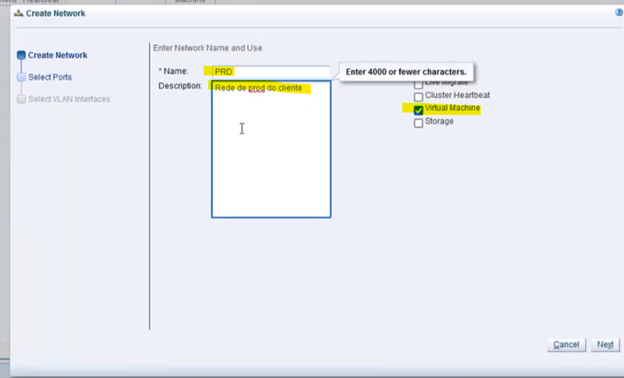 Create Network
Create Network
Select Ports
Select VLAN Interfaces
Enter Network Name and Use
* Name: PRD
Enter 4000 or fewer characters.
Description: Rede de prod do cliente
Live Migrate
Cluster Heartbeat
Virtual Machine
Storage
Cancel
Next